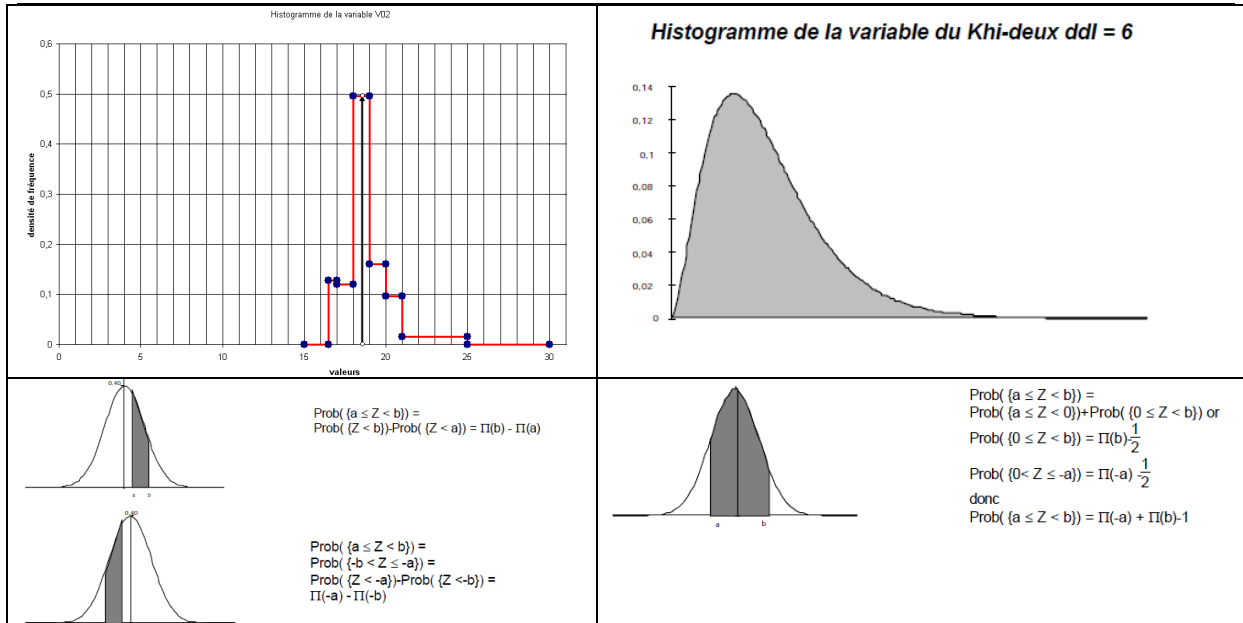 Histogramme de la variable V02
0,6
0,5
0,4
0,3
0,2
0,1
0
densité de fréquence
0 5 10 15 20 25 30
valeurs
Histogramme de la variable du Khi-deux ddl = 6
0,14
0,12
0,1
0,08
0,06
0,04
0,02
0
0,40
a b
Prob( {a ≤ Z < b}) =
Prob( {Z < b})-Prob( {Z < a}) = Π(b) - Π(a)
0,40
Prob( {a ≤ Z < b}) =
Prob( {-b < Z ≤ -a}) =
Prob( {Z < -a})-Prob( {Z <-b}) =
Π(-a) - Π(-b)
a b
Prob( {a ≤ Z < b}) =
Prob( {a ≤ Z < 0})+Prob( {0 ≤ Z < b}) or
Prob( {0 ≤ Z < b}) = Π(b)-1/2
Prob( {0< Z ≤ -a}) = Π(-a) -1/2
donc
Prob( {a ≤ Z < b}) = Π(-a) + Π(b)-1